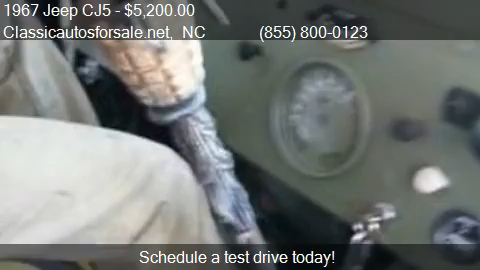 1967 Jeep CJ5 - $5,200.00
Classicautosforsale.net, NC (855) 800-0123
Schedule a test drive today!